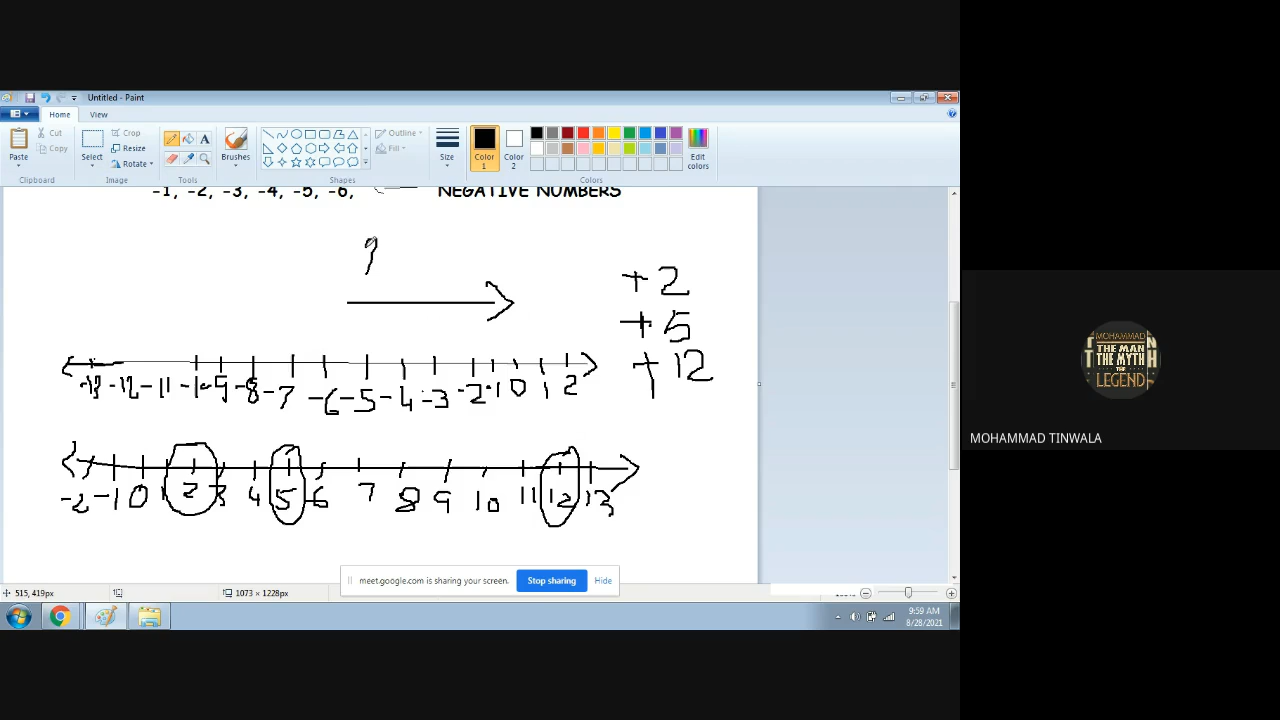 Untitled - Paint
Home View
Paste
Cut
Copy
Select
Crop
Resize
Rotate
Brushes
Outline
Fill
Size
Color 1
Color 2
Edit colors
Clipboard
Image
Tools
Shapes
Colors
-1, -2, -3, -4, -5, -6,
NEGATIVE NUMBERS
+2
+5
+12
-13 -12 -11 -9 -8 -7 -6 -5 -4 -3 -2 -1 0 1 2
-2 -1 0 1 2 3 4 5 6 7 8 9 10 11 12 13
meet.google.com is sharing your screen. Stop sharing Hide
515, 419px
1073 × 1228px
9:59 AM
8/28/2021
MOHAMMAD
THE MAN
THE MYTH
THE
LEGEND
MOHAMMAD TINWALA